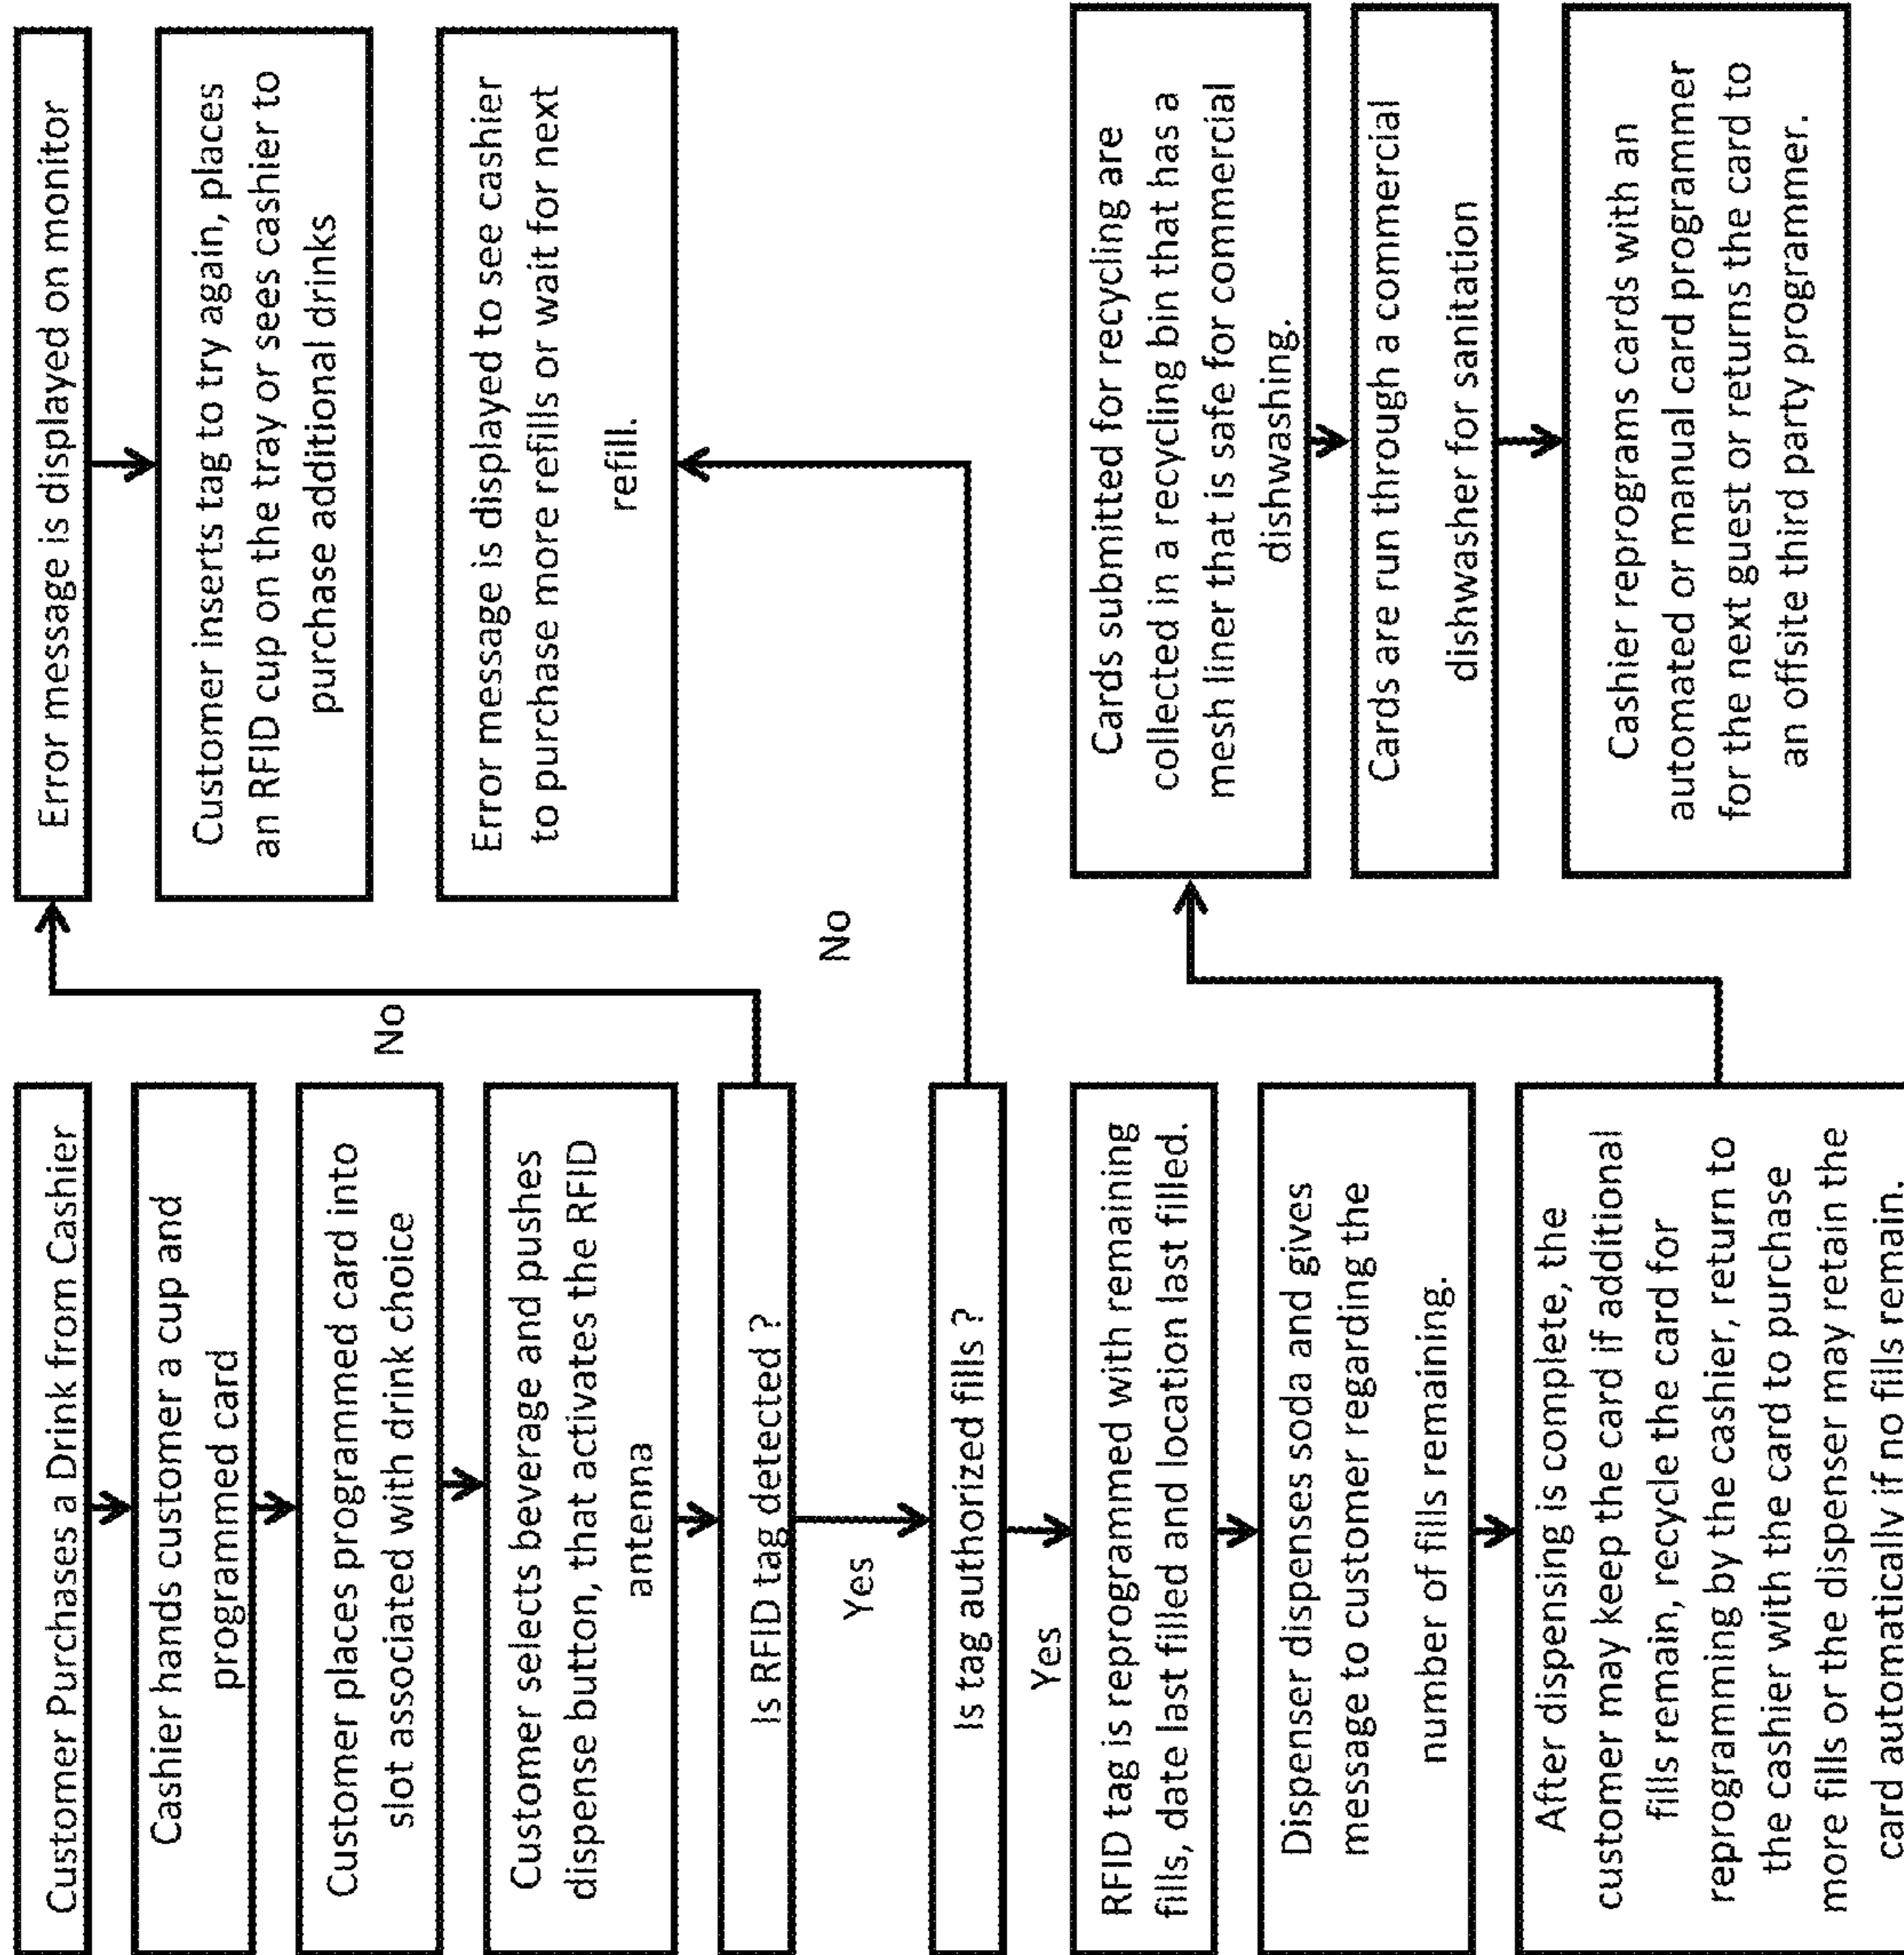 Customer Purchases a Drink from Cashier
Cashier hands customer a cup and
programmed card
Customer places programmed card into
slot associated with drink choice
Customer selects beverage and pushes
dispense button, that activates the RFID
antenna
Is RFID tag detected ?
No
Yes
Is tag authorized fills ?
No
Yes
RFID tag is reprogrammed with remaining
fills, date last filled and location last filled.
Dispenser dispenses soda and gives
message to customer regarding the
number of fills remaining.
After dispensing is complete, the
customer may keep the card if additional
fills remain, recycle the card for
reprogramming by the cashier, return to
the cashier with the card to purchase
more fills or the dispenser may retain the
card automatically if no fills remain.
Error message is displayed on monitor
Customer inserts tag to try again, places
an RFID cup on the tray or sees cashier to
purchase additional drinks
Error message is displayed to see cashier
to purchase more refills or wait for next
refill.
Cards submitted for recycling are
collected in a recycling bin that has a
mesh liner that is safe for commercial
dishwashing.
Cards are run through a commercial
dishwasher for sanitation
Cashier reprograms cards with an
automated or manual card programmer
for the next guest or returns the card to
an offsite third party programmer.